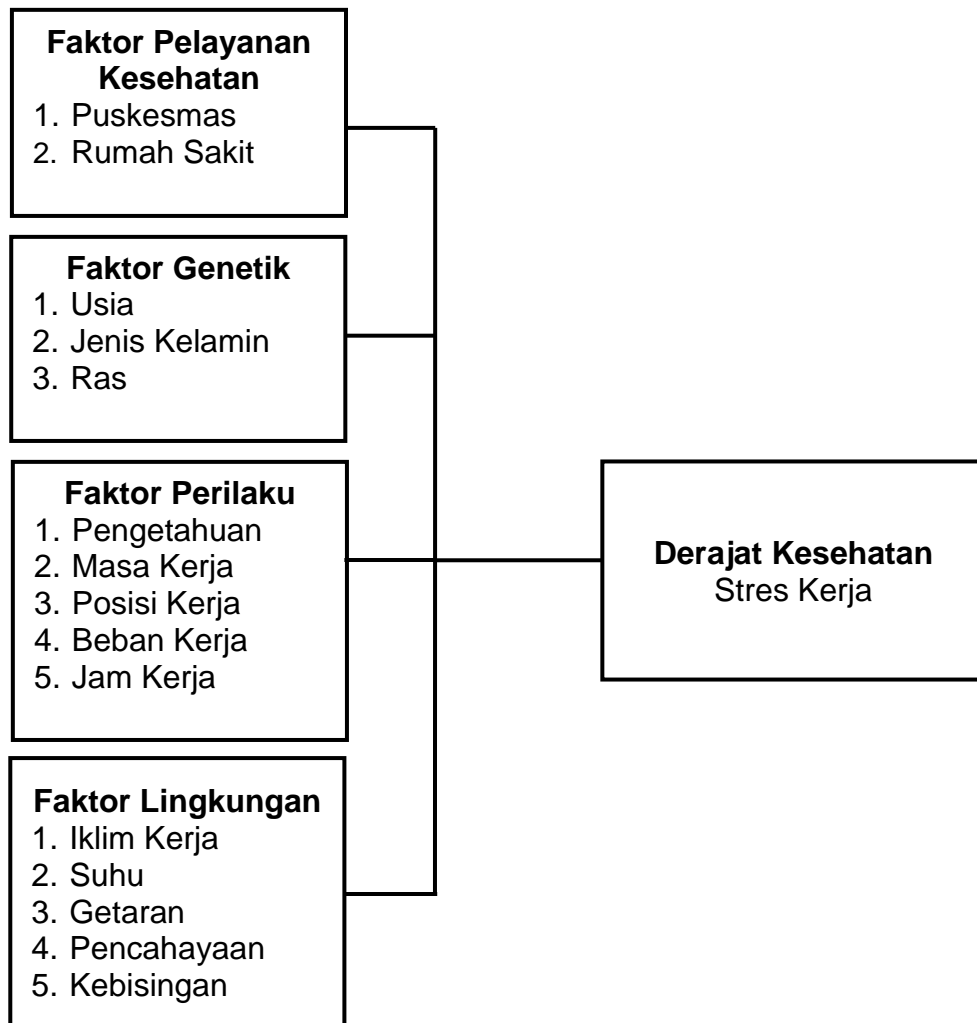 Faktor Pelayanan
Kesehatan
1. Puskesmas
2. Rumah Sakit
Faktor Genetik
1. Usia
2. Jenis Kelamin
3. Ras
Faktor Perilaku
1. Pengetahuan
2. Masa Kerja
3. Posisi Kerja
4. Beban Kerja
5. Jam Kerja
Faktor Lingkungan
1. Iklim Kerja
2. Suhu
3. Getaran
4. Pencahayaan
5. Kebisingan
Derajat Kesehatan
Stres Kerja